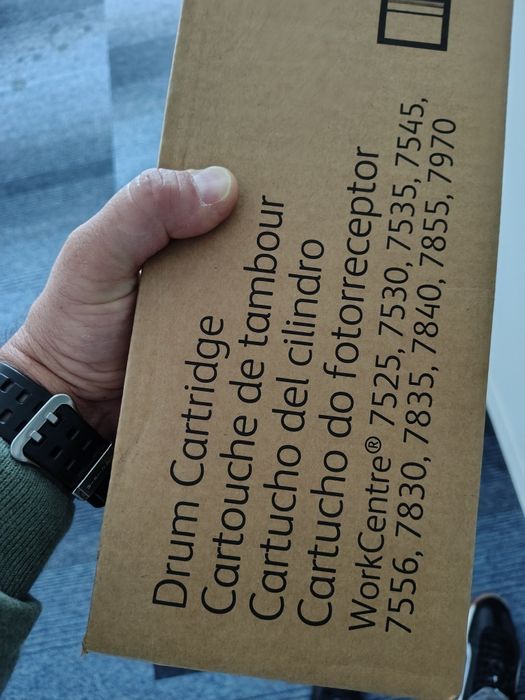 Drum Cartridge
Cartouche de tambour
Cartucho del cilindro
Cartucho do fotorreceptor
WorkCentre® 7525, 7530, 7535, 7545,
7556, 7830, 7835, 7840, 7855, 7970